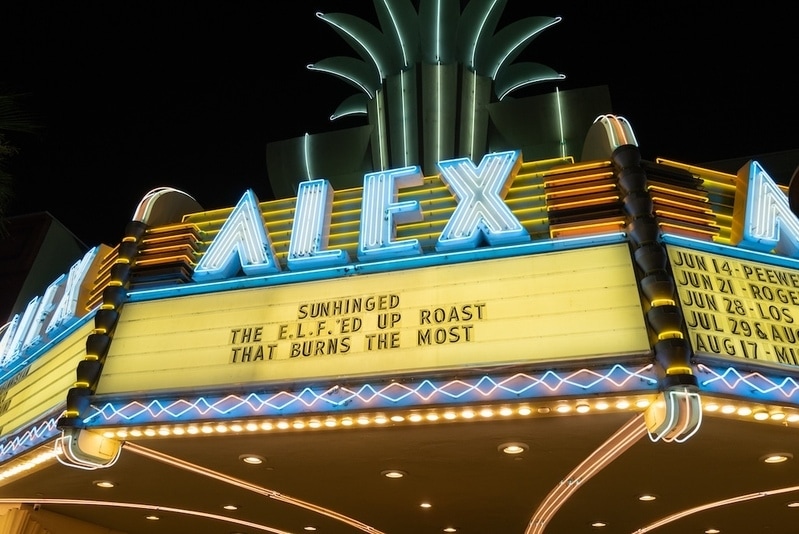 ALEX
SUNHINGED
THE E.L.F.'ED UP ROAST
THAT BURNS THE MOST
JUN 14 - PEEWE
JUN 21 - ROGE
JUN 28 - LOS
JUL 29 & AUG
AUG 17 - MI